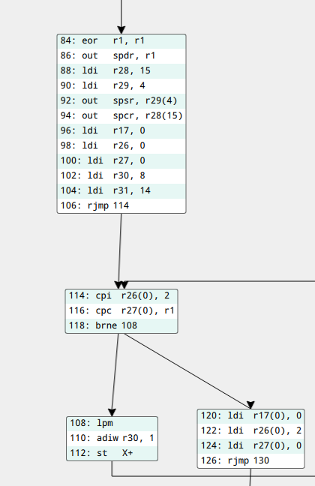 84: eor r1, r1
86: out spdr, r1
88: ldi r28, 15
90: ldi r29, 4
92: out spsr, r29(4)
94: out spcr, r28(15)
96: ldi r17, 0
98: ldi r26, 0
100: ldi r27, 0
102: ldi r30, 8
104: ldi r31, 14
106: rjmp 114
114: cpi r26(0), 2
116: cpc r27(0), r1
118: brne 108
108: lpm
110: adiw r30, 1
112: st X+
120: ldi r17(0), 0
122: ldi r26(0), 2
124: ldi r27(0), 0
126: rjmp 130